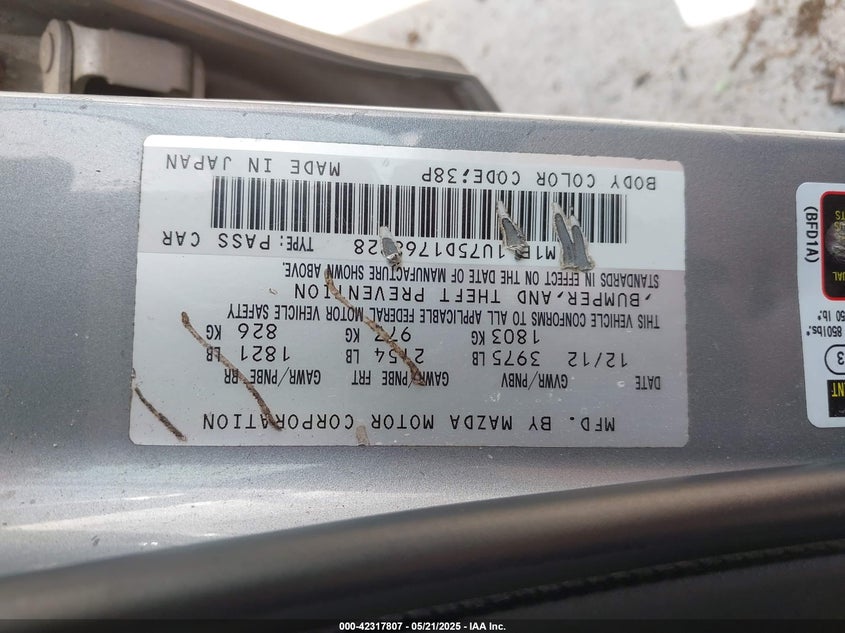 MFD. BY MAZDA MOTOR CORPORATION
DATE GVWR/PNBV GAWR/PNBE FRT GAWR/PNBE RR
12/12 3975 LB 2154 LB 1821 LB
1803 KG 977 KG 826 KG
THIS VEHICLE CONFORMS TO ALL APPLICABLE FEDERAL MOTOR VEHICLE SAFETY
,BUMPER,AND THEFT PREVENTION
STANDARDS IN EFFECT ON THE DATE OF MANUFACTURE SHOWN ABOVE.
TYPE: PASS CAR
BODY COLOR CODE:38P MADE IN JAPAN
(BFD1A)
000-42317807 - 05/21/2025 - IAA Inc.